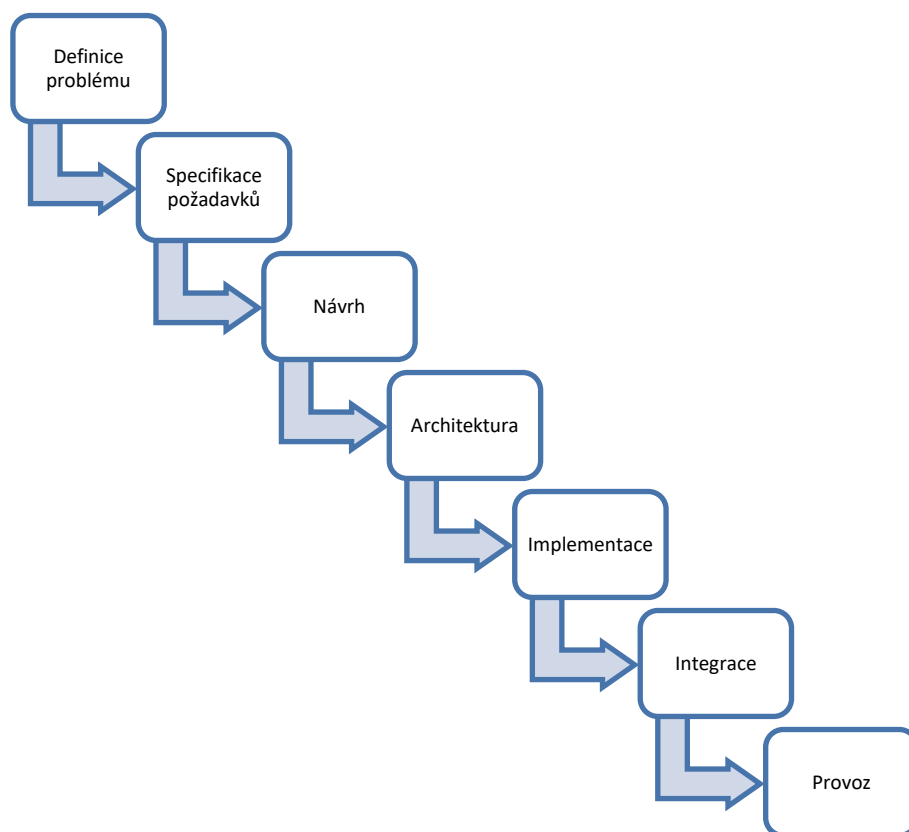 Definice
problému
Specifikace
požadavků
Návrh
Architektura
Implementace
Integrace
Provoz